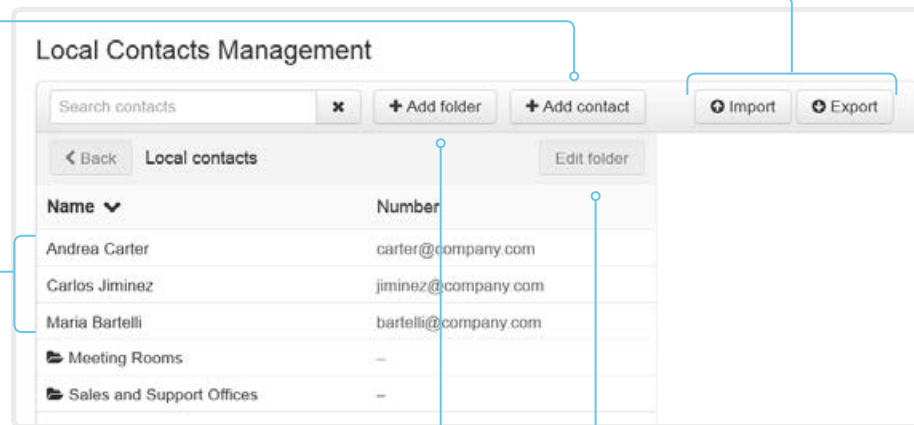 Local Contacts Management
Search contacts ✖ + Add folder + Add contact Import Export
Back Local contacts Edit folder
Name Number
Andrea Carter carter@company.com
Carlos Jiminez jiminez@company.com
Maria Bartelli bartelli@company.com
Meeting Rooms –
Sales and Support Offices –